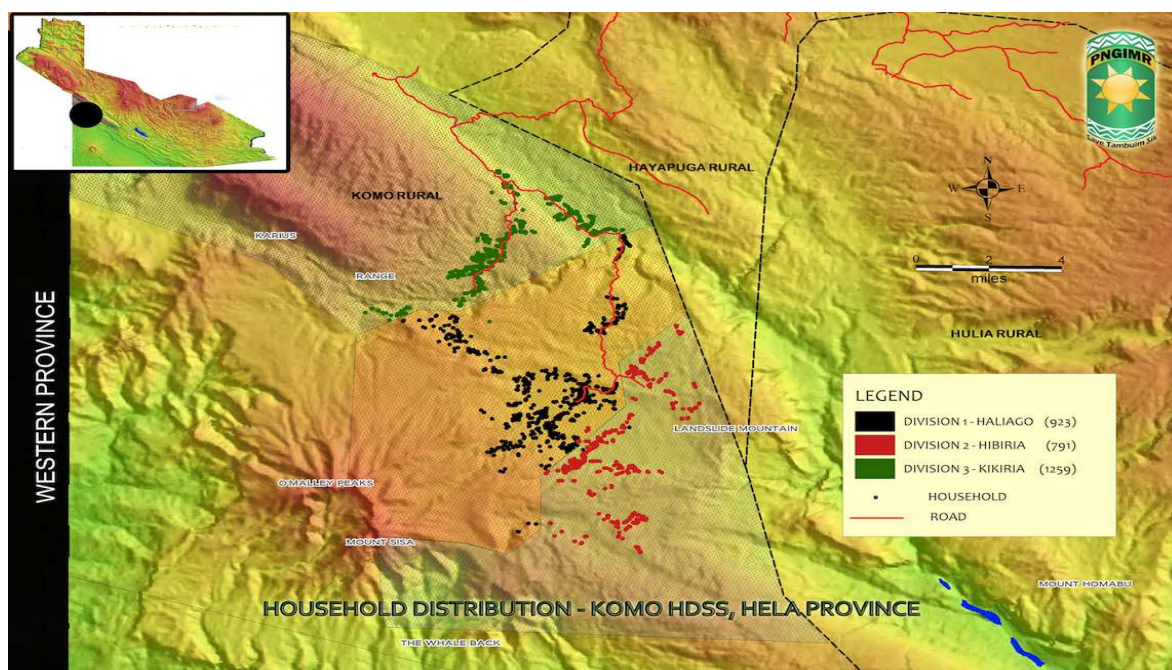 PNGIMR
HAYAPUGA RURAL
KOMO RURAL
N
W E
S
KARIUS
RANGE
0 2 4
miles
WESTERN PROVINCE
HULIA RURAL
LEGEND
DIVISION 1 - HALIAGO (923)
DIVISION 2 - HIBIRIA (791)
DIVISION 3 - KIKIRIA (1259)
HOUSEHOLD
ROAD
LANDSLIDE MOUNTAIN
O'MALLEY PEAKS
MOUNT SISA
MOUNT HOMABU
HOUSEHOLD DISTRIBUTION - KOMO HDSS, HELA PROVINCE
THE WHALE BACK